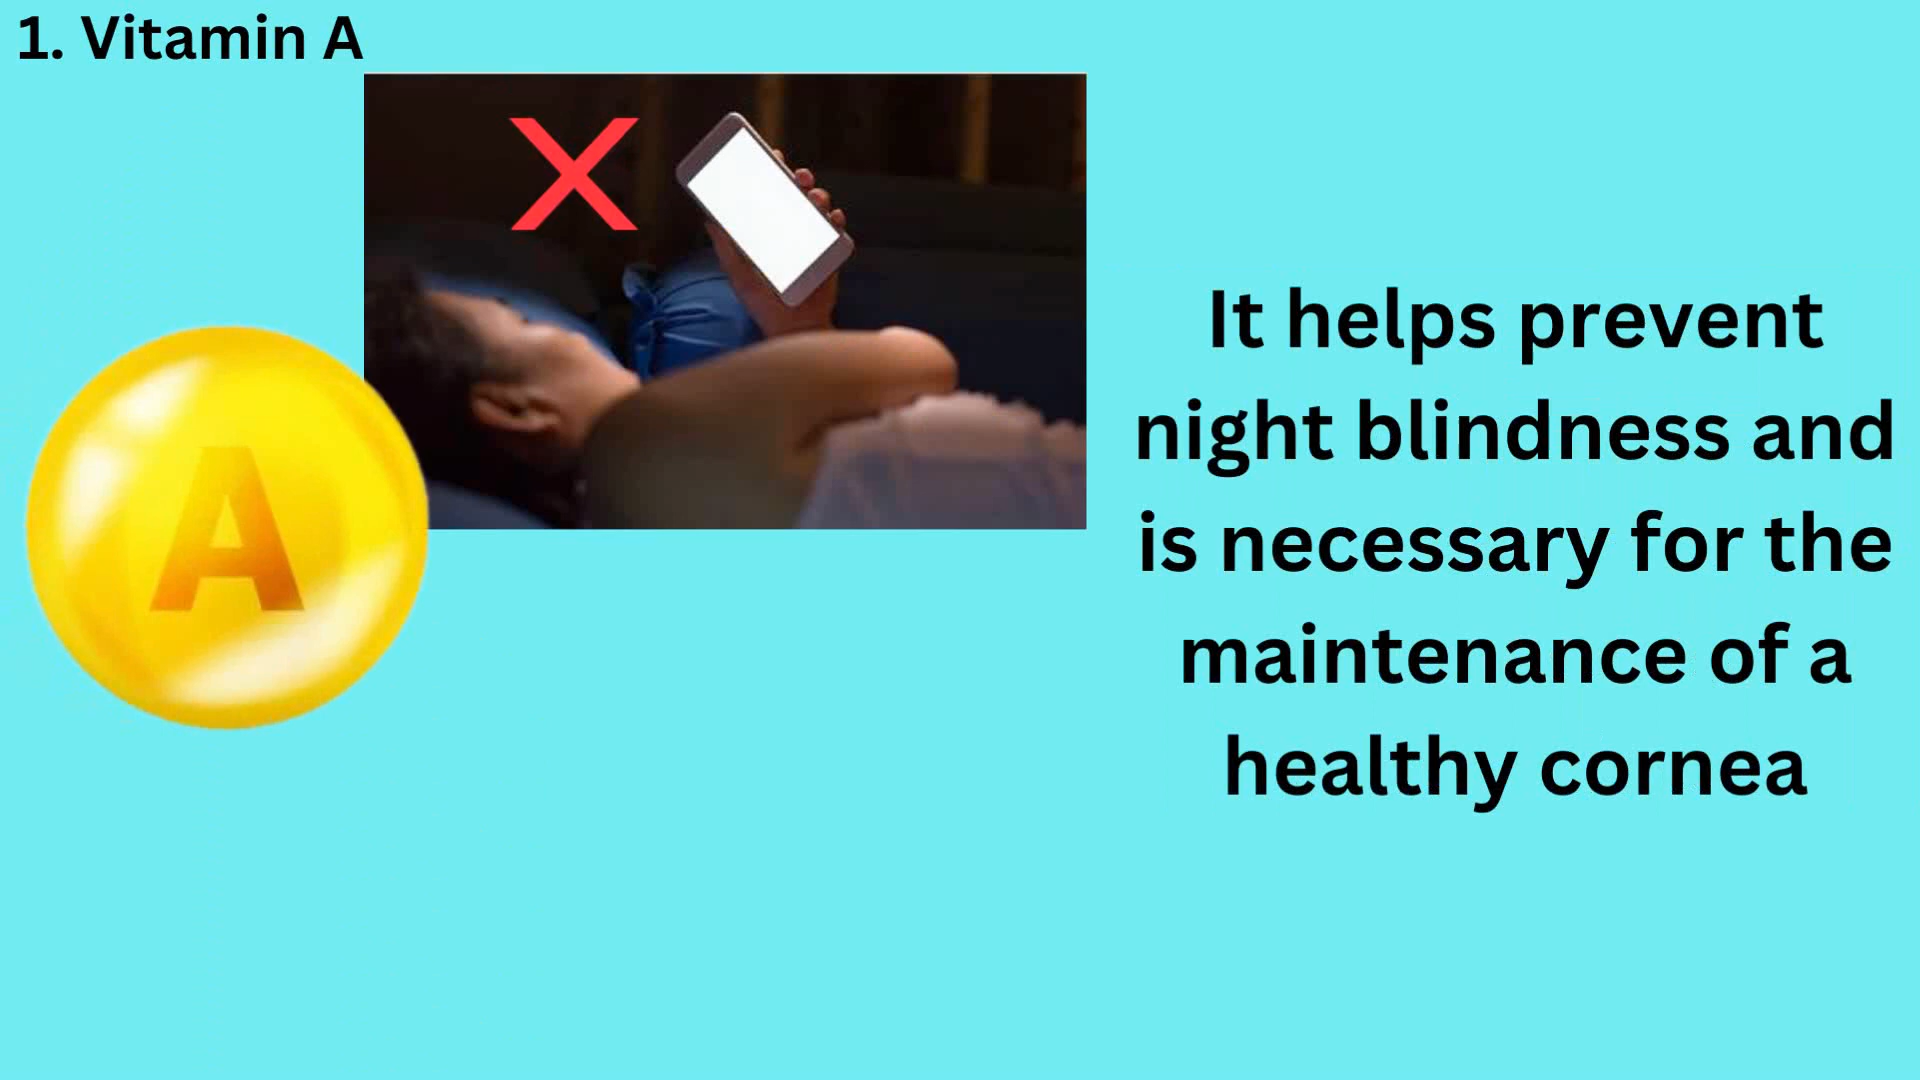 1. Vitamin A
A
It helps prevent
night blindness and
is necessary for the
maintenance of a
healthy cornea